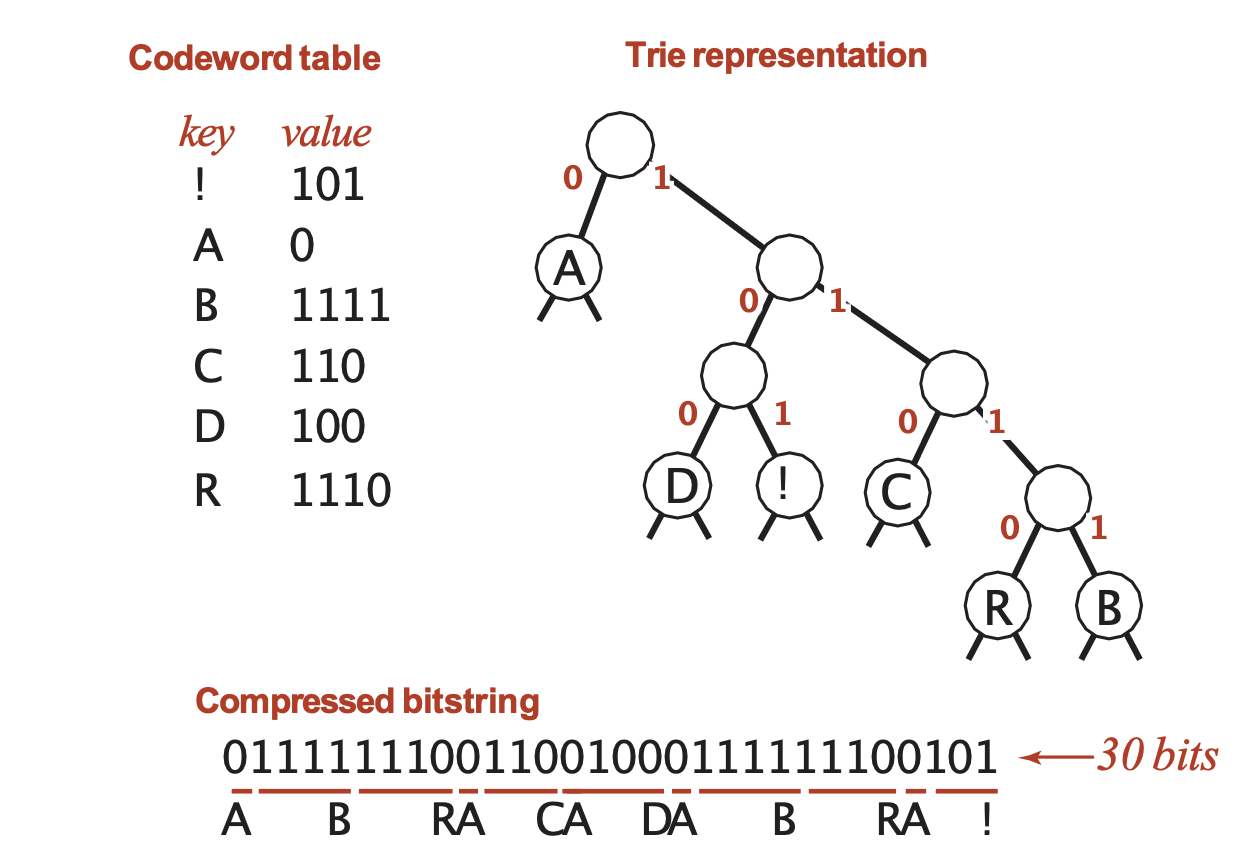 Codeword table
key value
! 101
A 0
B 1111
C 110
D 100
R 1110
Trie representation
0 1
A
0 1
0 1 0 1
D ! C
0 1
R B
Compressed bitstring
011111110011001000111111100101 30 bits
A B RA CA DA B RA !